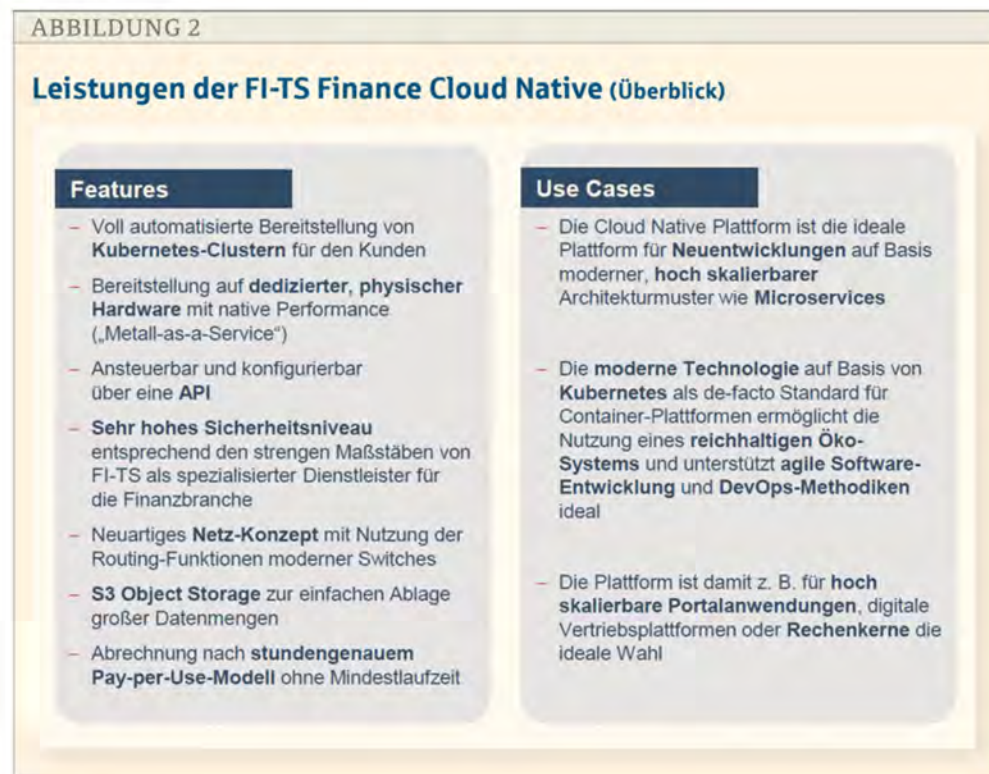 ABBILDUNG 2
Leistungen der FI-TS Finance Cloud Native (Überblick)
Features
– Voll automatisierte Bereitstellung von
Kubernetes-Clustern für den Kunden
– Bereitstellung auf dedizierter, physischer
Hardware mit native Performance
(„Metall-as-a-Service“)
– Ansteuerbar und konfigurierbar
über eine API
– Sehr hohes Sicherheitsniveau
entsprechend den strengen Maßstäben von
FI-TS als spezialisierter Dienstleister für
die Finanzbranche
– Neuartiges Netz-Konzept mit Nutzung der
Routing-Funktionen moderner Switches
– S3 Object Storage zur einfachen Ablage
großer Datenmengen
– Abrechnung nach stundengenauem
Pay-per-Use-Modell ohne Mindestlaufzeit
Use Cases
– Die Cloud Native Plattform ist die ideale
Plattform für Neuentwicklungen auf Basis
moderner, hoch skalierbarer
Architekturmuster wie Microservices
– Die moderne Technologie auf Basis von
Kubernetes als de-facto Standard für
Container-Plattformen ermöglicht die
Nutzung eines reichhaltigen Öko-
Systems und unterstützt agile Software-
Entwicklung und DevOps-Methodiken
ideal
– Die Plattform ist damit z. B. für hoch
skalierbare Portalanwendungen, digitale
Vertriebsplattformen oder Rechenkerne die
ideale Wahl